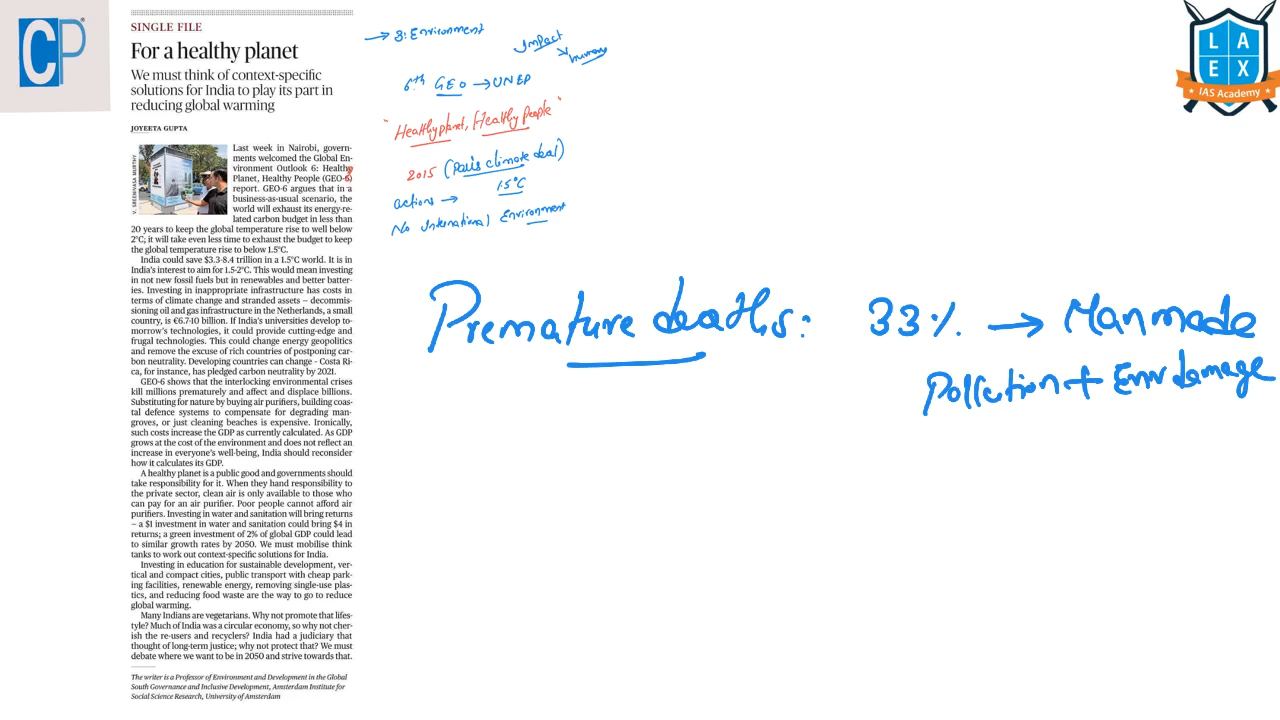 CP
SINGLE FILE
For a healthy planet
We must think of context-specific
solutions for India to play its part in
reducing global warming
JOYEETA GUPTA
V. SREENIVASA MURTHY
Last week in Nairobi, govern-
ments welcomed the Global En-
vironment Outlook 6: Healthy
Planet, Healthy People (GEO-6)
report. GEO-6 argues that in a
business-as-usual scenario, the
world will exhaust its energy-re-
lated carbon budget in less than
20 years to keep the global temperature rise to well below
2°C; it will take even less time to exhaust the budget to keep
the global temperature rise to below 1.5°C.
India could save $3.3-8.4 trillion in a 1.5°C world. It is in
India's interest to aim for 1.5-2°C. This would mean investing
in not new fossil fuels but in renewables and better batter-
ies. Investing in inappropriate infrastructure has costs in
terms of climate change and stranded assets – decommis-
sioning oil and gas infrastructure in the Netherlands, a small
country, is €6.7-10 billion. If India's universities develop to-
morrow's technologies, it could provide cutting-edge and
frugal technologies. This could change energy geopolitics
and remove the excuse of rich countries of postponing car-
bon neutrality. Developing countries can change - Costa Ri-
ca, for instance, has pledged carbon neutrality by 2021.
GEO-6 shows that the interlocking environmental crises
kill millions prematurely and affect and displace billions.
Substituting for nature by buying air purifiers, building coas-
tal defence systems to compensate for degrading man-
groves, or just cleaning beaches is expensive. Ironically,
such costs increase the GDP as currently calculated. As GDP
grows at the cost of the environment and does not reflect an
increase in everyone's well-being, India should reconsider
how it calculates its GDP.
A healthy planet is a public good and governments should
take responsibility for it. When they hand responsibility to
the private sector, clean air is only available to those who
can pay for an air purifier. Poor people cannot afford air
purifiers. Investing in water and sanitation will bring returns
– a $1 investment in water and sanitation could bring $4 in
returns; a green investment of 2% of global GDP could lead
to similar growth rates by 2050. We must mobilise think
tanks to work out context-specific solutions for India.
Investing in education for sustainable development, ver-
tical and compact cities, public transport with cheap park-
ing facilities, renewable energy, removing single-use plas-
tics, and reducing food waste are the way to go to reduce
global warming.
Many Indians are vegetarians. Why not promote that lifes-
tyle? Much of India was a circular economy, so why not cher-
ish the re-users and recyclers? India had a judiciary that
thought of long-term justice; why not protect that? We must
debate where we want to be in 2050 and strive towards that.
The writer is a Professor of Environment and Development in the Global
South Governance and Inclusive Development, Amsterdam Institute for
Social Science Research, University of Amsterdam
→ 3: Environment
Impact
→ humans
6th GEO → UNEP
"Healthy planet, Healthy People"
2015 (Paris climate deal)
1.5°C
actions →
No International Environment
Premature deaths: 33% → Manmade
Pollution + Env damage
L A
E X
IAS Academy